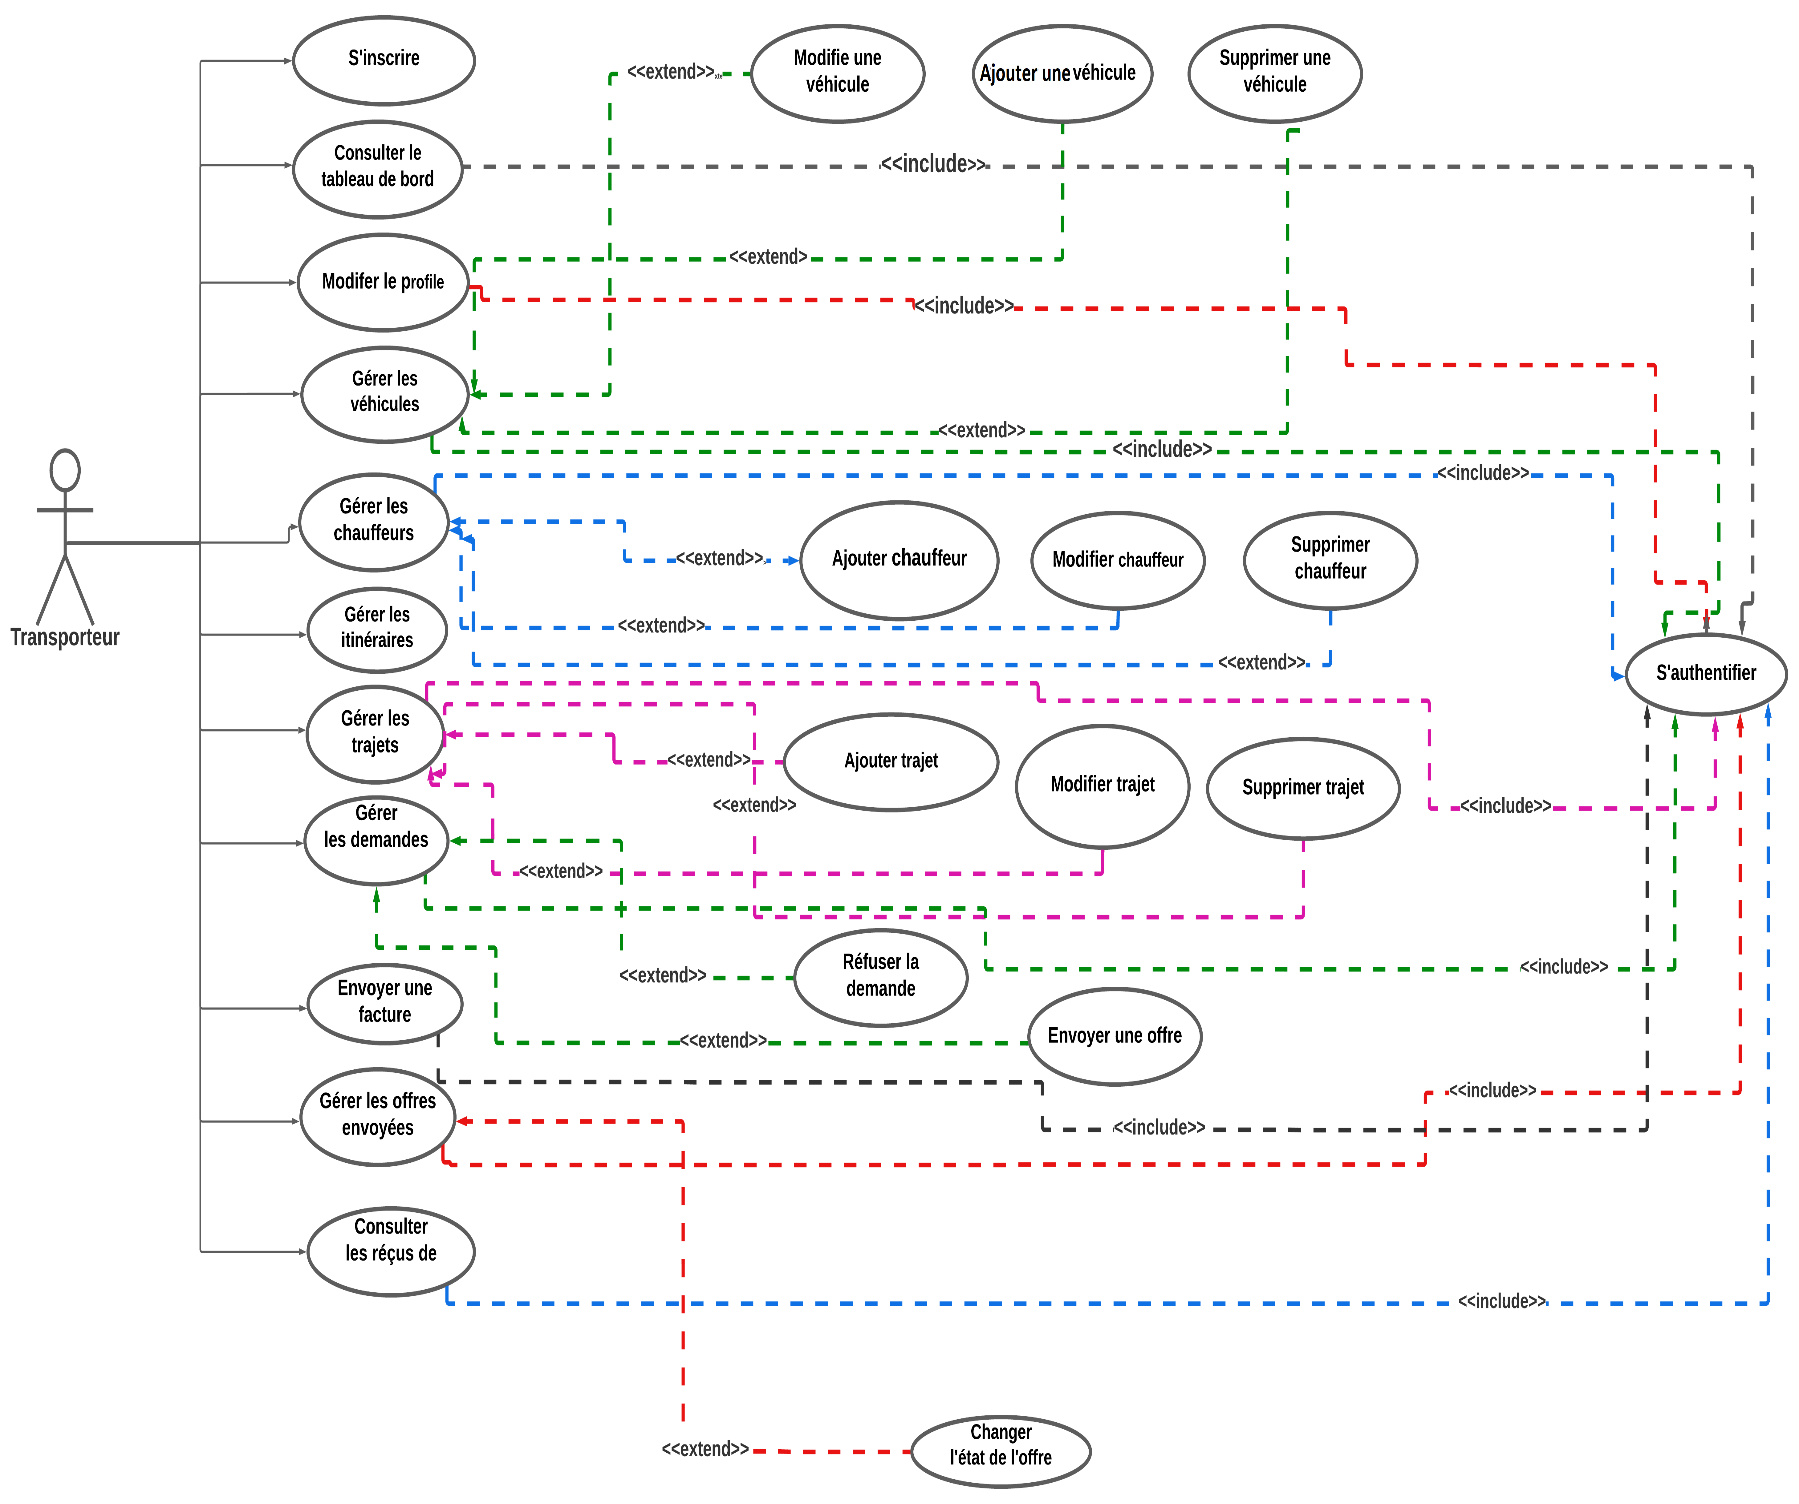 S'inscrire
<<extend>>
Modifie une
véhicule
Ajouter une véhicule
Supprimer une
véhicule
Consulter le
tableau de bord
<<include>>
<<extend>
Modifer le profile
<<include>>
Gérer les
véhicules
<<extend>>
<<include>>
<<include>>
Gérer les
chauffeurs
<<extend>>
Ajouter chauffeur
Modifier chauffeur
Supprimer
chauffeur
Gérer les
itinéraires
<<extend>>
Transporteur
<<extend>>
S'authentifier
Gérer les
trajets
<<extend>>
Ajouter trajet
Modifier trajet
Supprimer trajet
<<extend>>
<<include>>
Gérer
les demandes
<<extend>>
Réfuser la
demande
<<extend>>
<<include>>
Envoyer une
facture
<<extend>>
Envoyer une offre
<<include>>
Gérer les offres
envoyées
<<include>>
Consulter
les réçus de
<<include>>
<<extend>>
Changer
l'état de l'offre